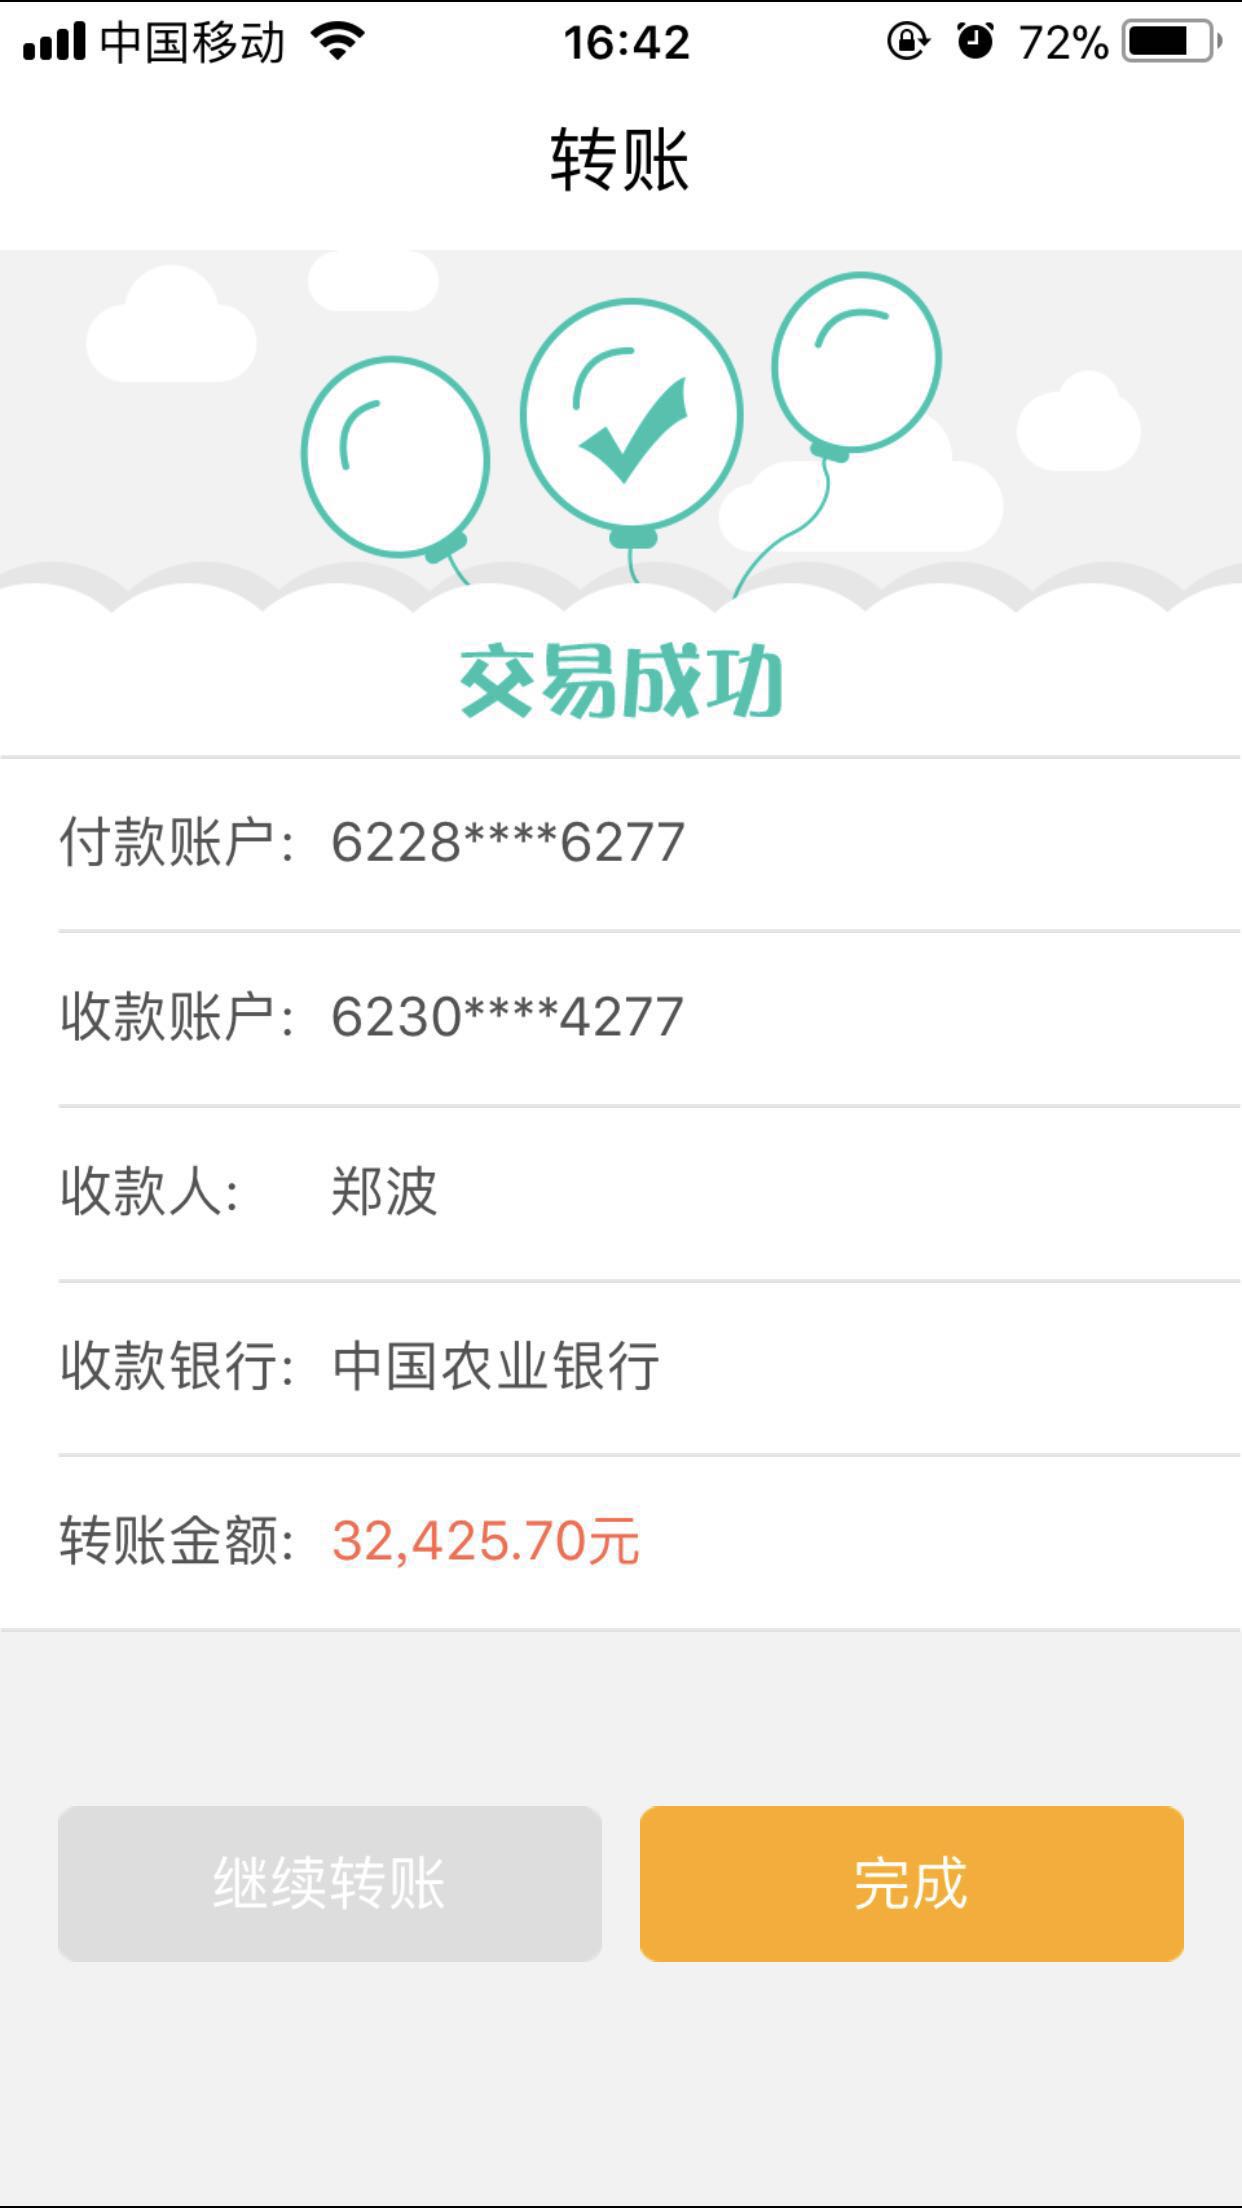 中国移动 16:42 72%
转账
交易成功
付款账户: 6228****6277
收款账户: 6230****4277
收款人: 郑波
收款银行: 中国农业银行
转账金额: 32,425.70元
继续转账 完成